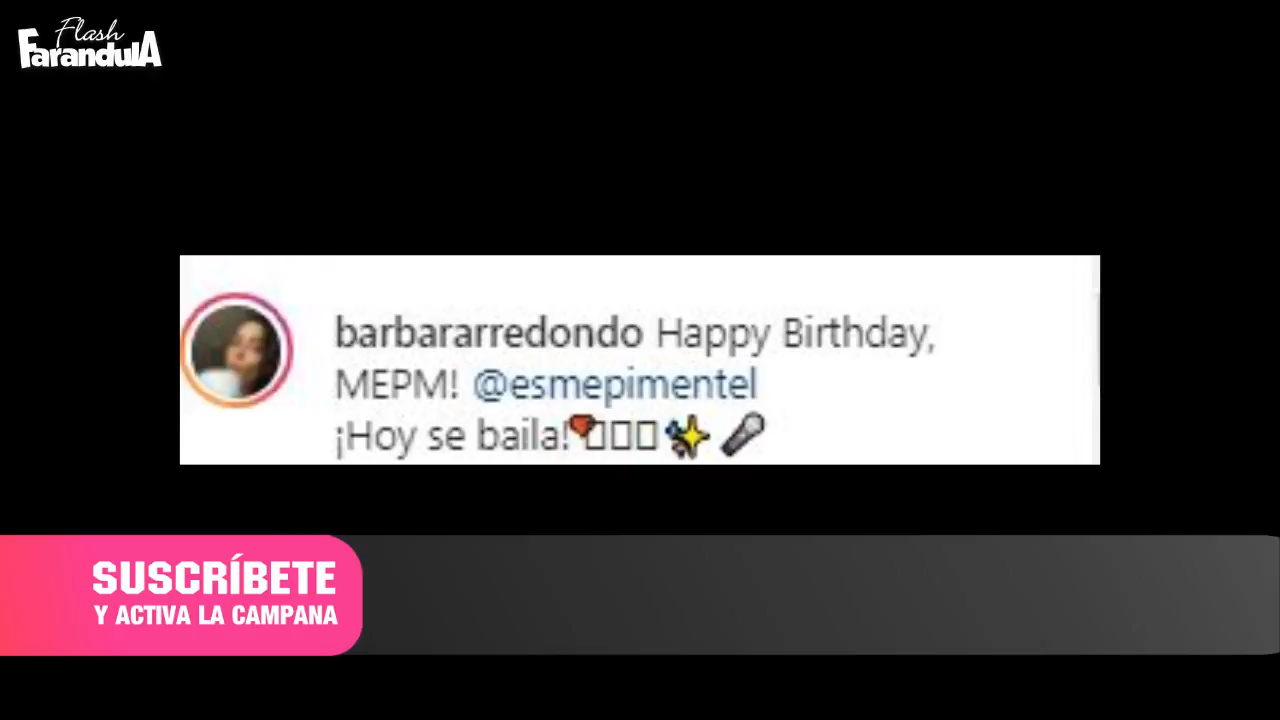 Flash
FarandulA
barbararredondo Happy Birthday,
MEPM! @esmepimentel
¡Hoy se baila!
SUSCRÍBETE
Y ACTIVA LA CAMPANA